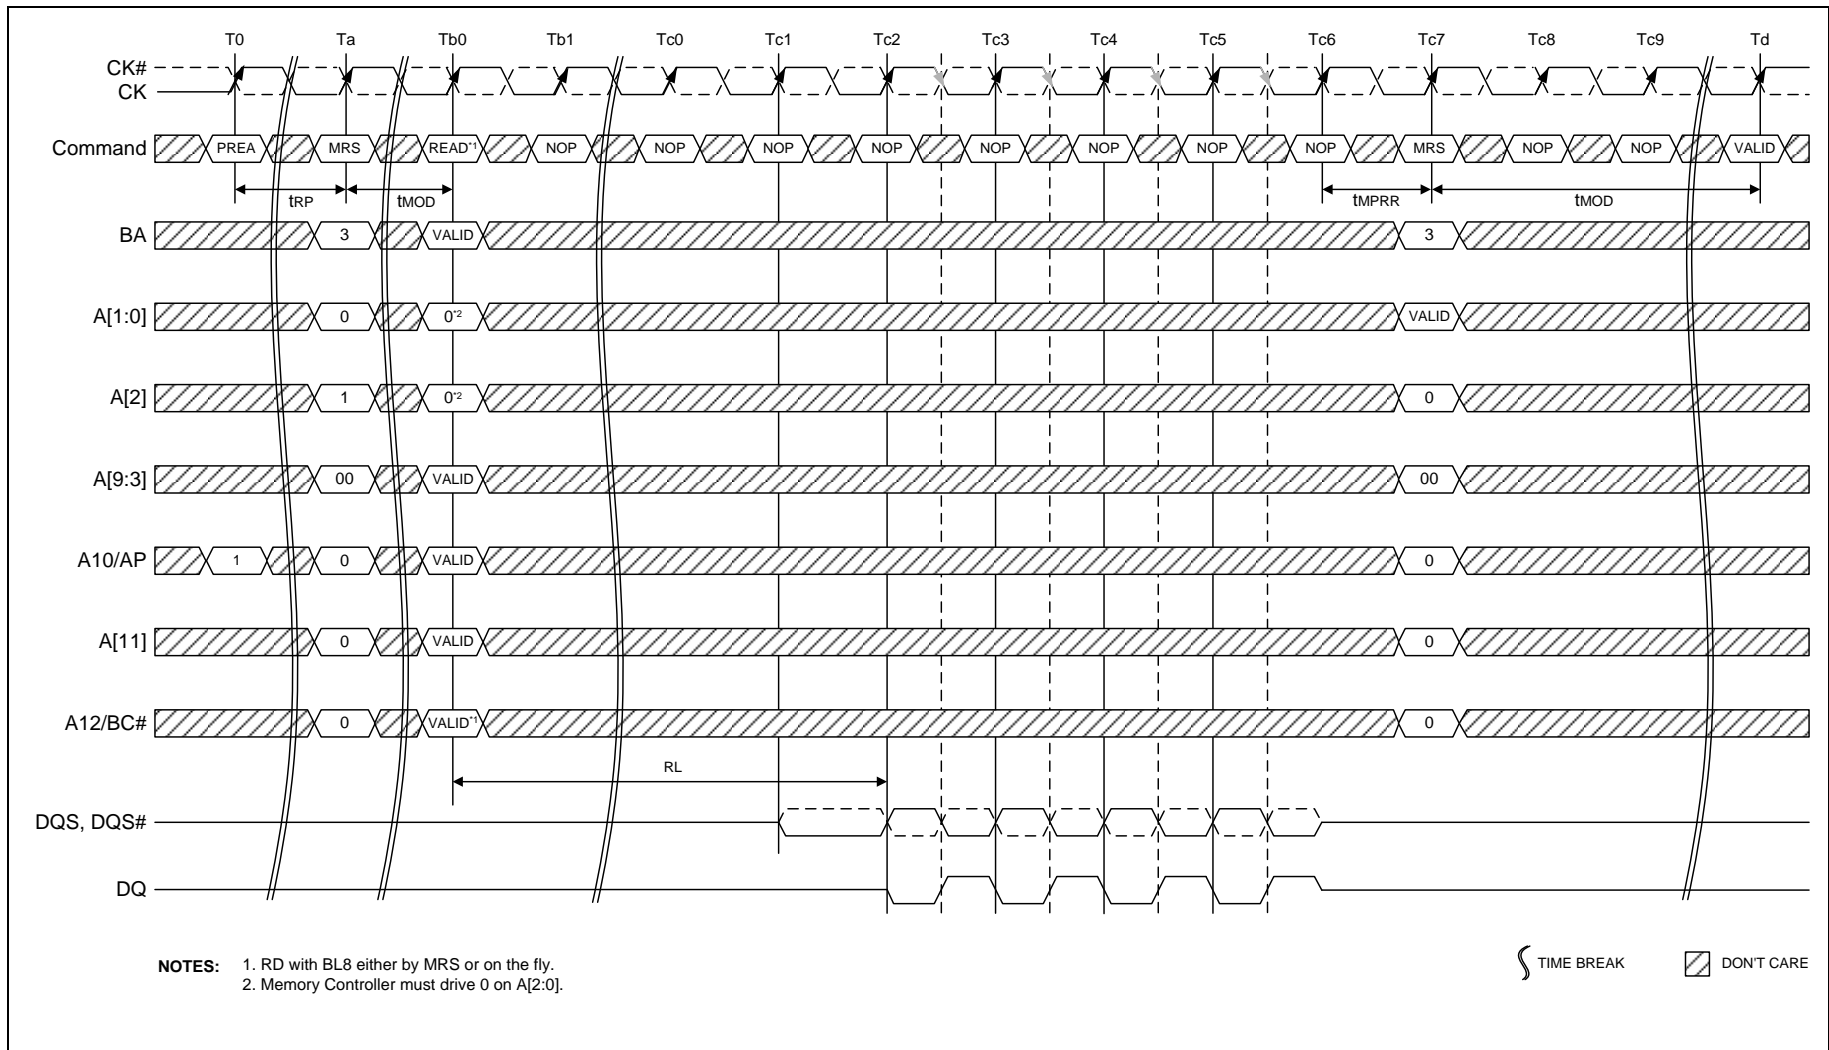 T0 Ta Tb0 Tb1 Tc0 Tc1 Tc2 Tc3 Tc4 Tc5 Tc6 Tc7 Tc8 Tc9 Td
CK#
CK
Command PREA MRS READ*1 NOP NOP NOP NOP NOP NOP NOP NOP MRS NOP NOP VALID
tRP tMOD tMPRR tMOD
BA 3 VALID 3
A[1:0] 0 0*2 VALID
A[2] 1 0*2 0
A[9:3] 00 VALID 00
A10/AP 1 0 VALID 0
A[11] 0 VALID 0
A12/BC# 0 VALID*1 0
RL
DQS, DQS#
DQ
NOTES: 1. RD with BL8 either by MRS or on the fly.
2. Memory Controller must drive 0 on A[2:0].
TIME BREAK DON'T CARE